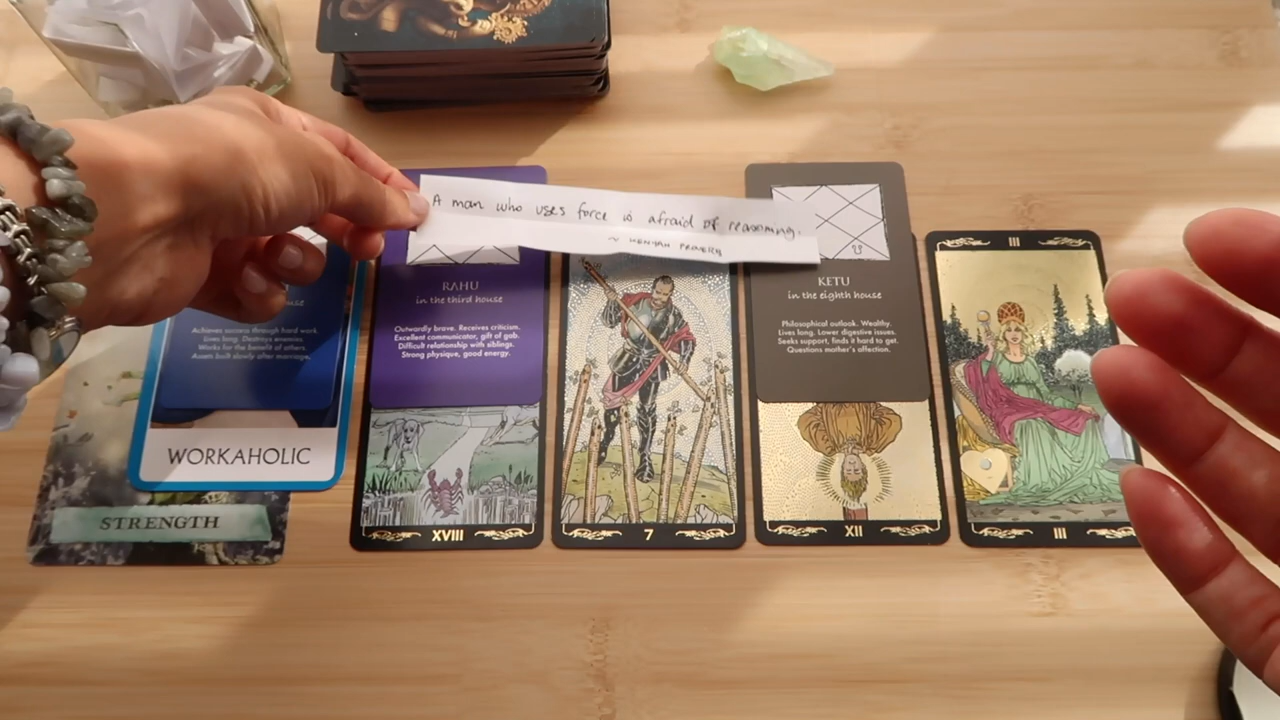 A man who uses force is afraid of reasoning.
~ KENYAN PROVERB
house
Achieves success through hard work.
Lives long. Destroys enemies.
Works for the benefit of others.
Assets built slowly after marriage.
WORKAHOLIC
STRENGTH
RAHU
in the third house
Outwardly brave. Receives criticism.
Excellent communicator, gift of gab.
Difficult relationship with siblings.
Strong physique, good energy.
XVIII
7
KETU
in the eighth house
Philosophical outlook. Wealthy.
Lives long. Lower digestive issues.
Seeks support, finds it hard to get.
Questions mother's affection.
XII
III
III